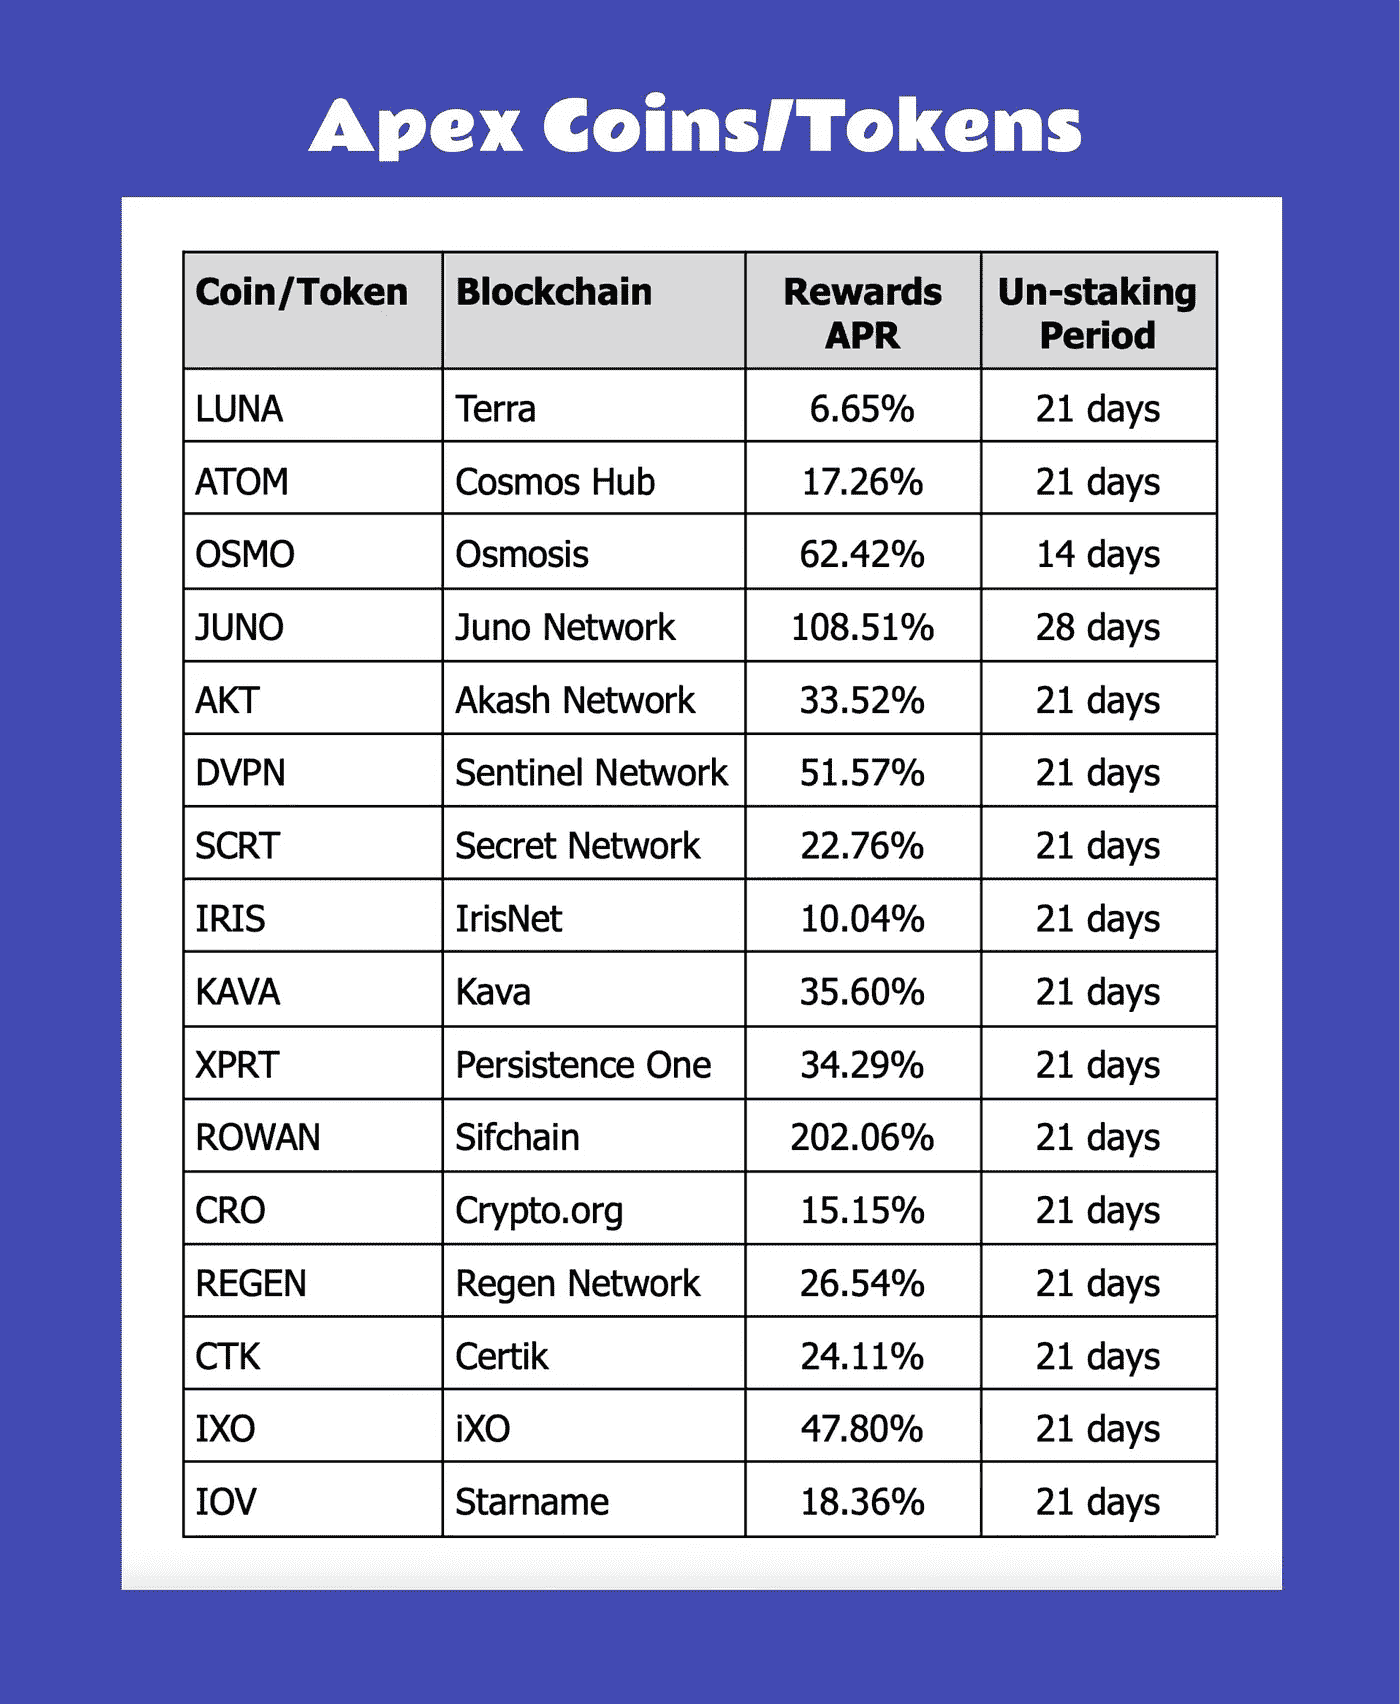 Apex Coins/Tokens
Coin/Token Blockchain Rewards APR Un-staking Period
LUNA Terra 6.65% 21 days
ATOM Cosmos Hub 17.26% 21 days
OSMO Osmosis 62.42% 14 days
JUNO Juno Network 108.51% 28 days
AKT Akash Network 33.52% 21 days
DVPN Sentinel Network 51.57% 21 days
SCRT Secret Network 22.76% 21 days
IRIS IrisNet 10.04% 21 days
KAVA Kava 35.60% 21 days
XPRT Persistence One 34.29% 21 days
ROWAN Sifchain 202.06% 21 days
CRO Crypto.org 15.15% 21 days
REGEN Regen Network 26.54% 21 days
CTK Certik 24.11% 21 days
IXO iXO 47.80% 21 days
IOV Starname 18.36% 21 days